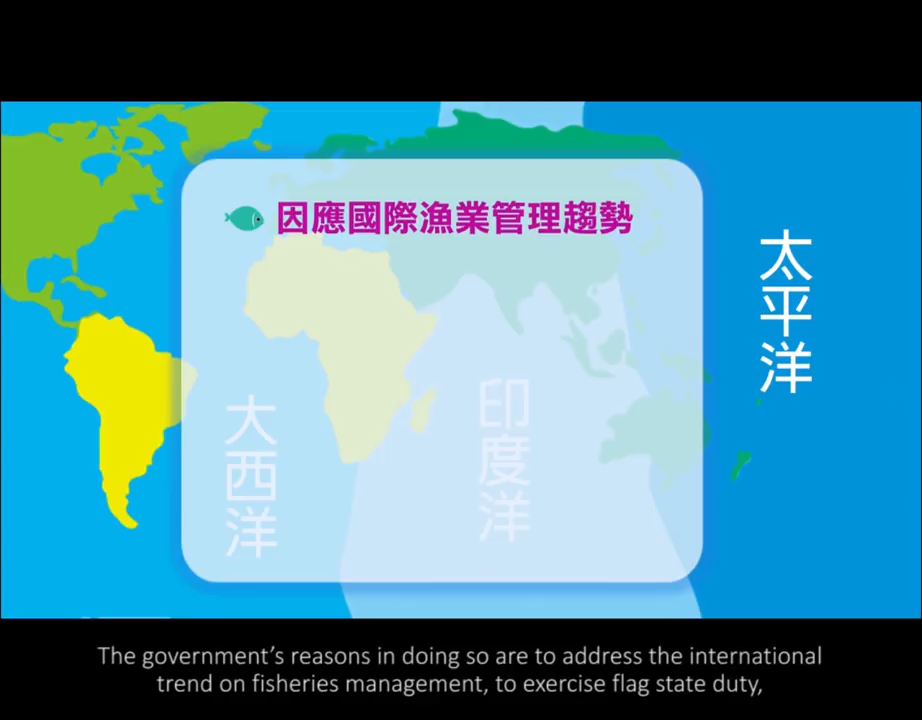 因應國際漁業管理趨勢
太平洋
大西洋
印度洋
The government’s reasons in doing so are to address the international
trend on fisheries management, to exercise flag state duty,